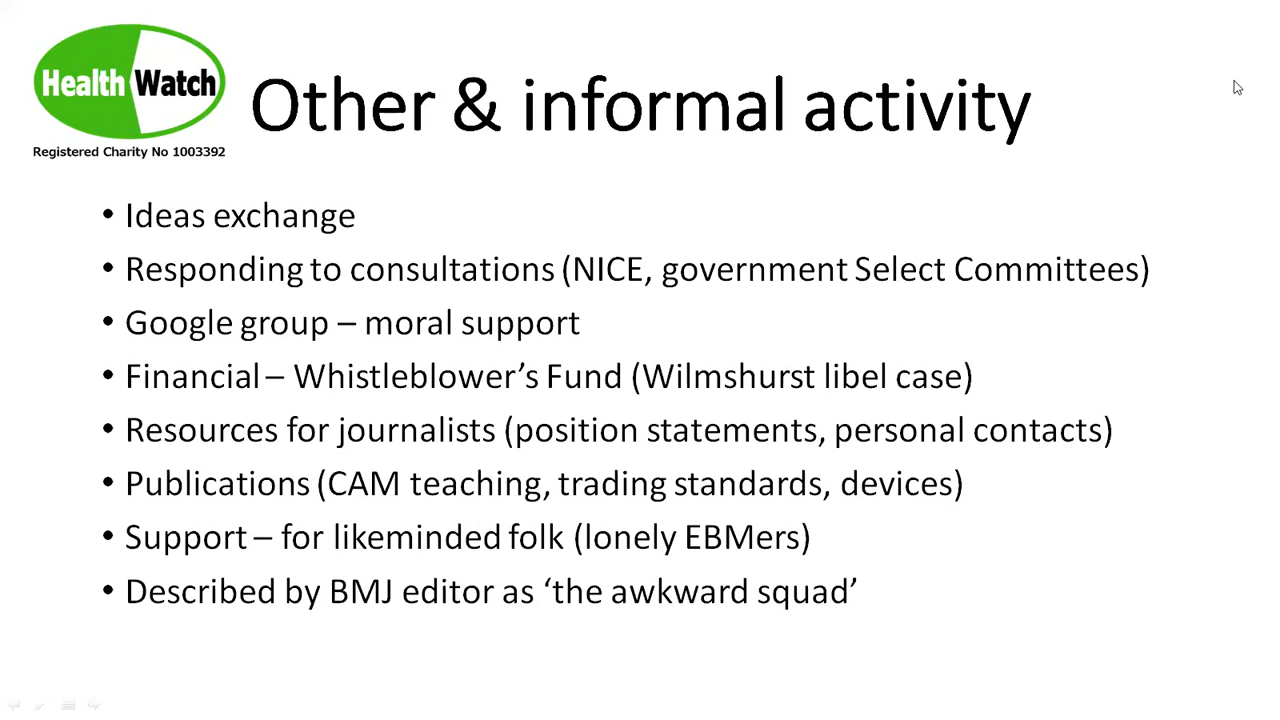 Health Watch
Registered Charity No 1003392
Other & informal activity
• Ideas exchange
• Responding to consultations (NICE, government Select Committees)
• Google group – moral support
• Financial – Whistleblower’s Fund (Wilmshurst libel case)
• Resources for journalists (position statements, personal contacts)
• Publications (CAM teaching, trading standards, devices)
• Support – for likeminded folk (lonely EBMers)
• Described by BMJ editor as ‘the awkward squad’